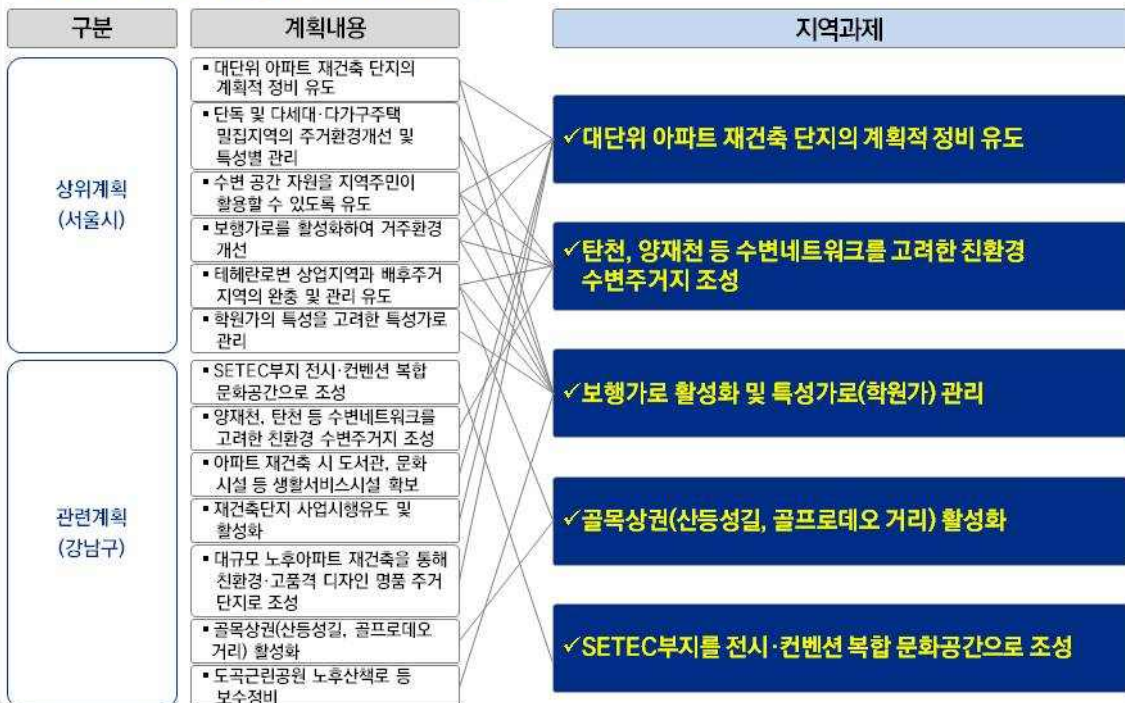 구분
계획내용
지역과제
상위계획
(서울시)
▪ 대단위 아파트 재건축 단지의
계획적 정비 유도
▪ 단독 및 다세대·다가구주택
밀집지역의 주거환경개선 및
특성별 관리
▪ 수변 공간 자원을 지역주민이
활용할 수 있도록 유도
▪ 보행가로를 활성화하여 거주환경
개선
▪ 테헤란로변 상업지역과 배후주거
지역의 완충 및 관리 유도
▪ 학원가의 특성을 고려한 특성가로
관리
관련계획
(강남구)
▪ SETEC부지 전시·컨벤션 복합
문화공간으로 조성
▪ 양재천, 탄천 등 수변네트워크를
고려한 친환경 수변주거지 조성
▪ 아파트 재건축 시 도서관, 문화
시설 등 생활서비스시설 확보
▪ 재건축단지 사업시행유도 및
활성화
▪ 대규모 노후아파트 재건축을 통해
친환경·고품격 디자인 명품 주거
단지로 조성
▪ 골목상권(산등성길, 골프로데오
거리) 활성화
▪ 도곡근린공원 노후산책로 등
보수정비
✓대단위 아파트 재건축 단지의 계획적 정비 유도
✓탄천, 양재천 등 수변네트워크를 고려한 친환경
수변주거지 조성
✓보행가로 활성화 및 특성가로(학원가) 관리
✓골목상권(산등성길, 골프로데오 거리) 활성화
✓SETEC부지를 전시·컨벤션 복합 문화공간으로 조성